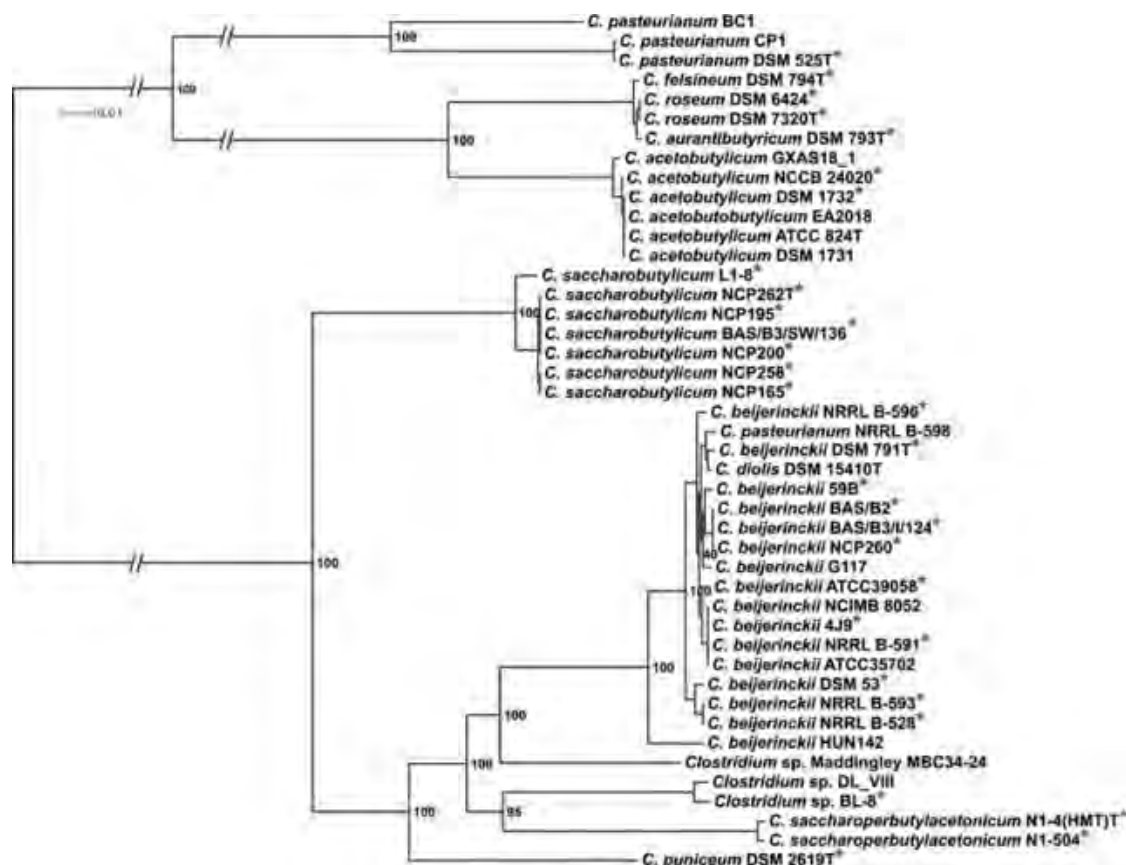 C. pasteurianum BC1
100
C. pasteurianum CP1
C. pasteurianum DSM 525T*
C. felsineum DSM 794T*
100
0.01
C. roseum DSM 6424*
C. roseum DSM 7320T*
C. aurantibutyricum DSM 793T*
100
C. acetobutylicum GXAS18_1
C. acetobutylicum NCCB 24020*
C. acetobutylicum DSM 1732*
C. acetobutobutylicum EA2018
C. acetobutylicum ATCC 824T
C. acetobutylicum DSM 1731
C. saccharobutylicum L1-8*
C. saccharobutylicum NCP262T*
100
C. saccharobutylicm NCP195*
C. saccharobutylicum BAS/B3/SW/136*
C. saccharobutylicum NCP200*
C. saccharobutylicum NCP258*
C. saccharobutylicum NCP165*
C. beijerinckii NRRL B-596*
C. pasteurianum NRRL B-598
C. beijerinckii DSM 791T*
C. diolis DSM 15410T
C. beijerinckii 59B*
C. beijerinckii BAS/B2*
C. beijerinckii BAS/B3/I/124*
40
C. beijerinckii NCP260*
100
C. beijerinckii G117
C. beijerinckii ATCC39058*
100
C. beijerinckii NCIMB 8052
C. beijerinckii 4J9*
C. beijerinckii NRRL B-591*
100
C. beijerinckii ATCC35702
C. beijerinckii DSM 53*
C. beijerinckii NRRL B-593*
100
C. beijerinckii NRRL B-528*
C. beijerinckii HUN142
100
Clostridium sp. Maddingley MBC34-24
Clostridium sp. DL_VIII
Clostridium sp. BL-8*
100
95
C. saccharoperbutylacetonicum N1-4(HMT)T*
C. saccharoperbutylacetonicum N1-504*
C. puniceum DSM 2619T*